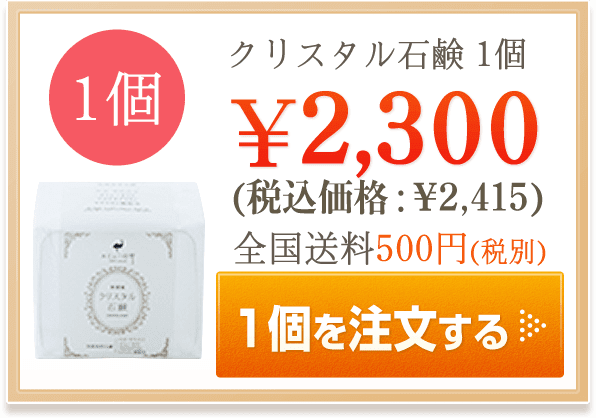 1個
クリスタル石鹸 1個
¥2,300
(税込価格 : ¥2,415)
全国送料500円(税別)
クリスタル
石鹸
1個を注文する